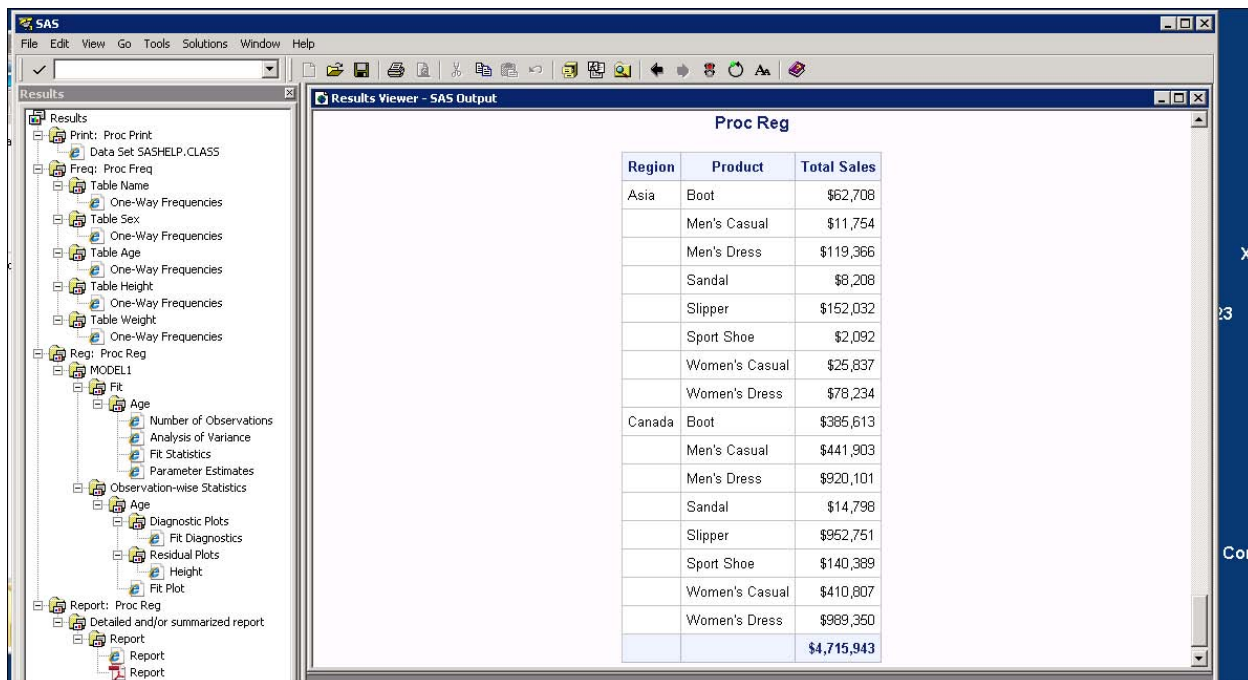 SAS
File Edit View Go Tools Solutions Window Help
Results
Results
Print: Proc Print
Data Set SASHELP.CLASS
Freq: Proc Freq
Table Name
One-Way Frequencies
Table Sex
One-Way Frequencies
Table Age
One-Way Frequencies
Table Height
One-Way Frequencies
Table Weight
One-Way Frequencies
Reg: Proc Reg
MODEL1
Fit
Age
Number of Observations
Analysis of Variance
Fit Statistics
Parameter Estimates
Observation-wise Statistics
Age
Diagnostic Plots
Fit Diagnostics
Residual Plots
Height
Fit Plot
Report: Proc Reg
Detailed and/or summarized report
Report
Report
Report
Results Viewer - SAS Output
Proc Reg
Region Product Total Sales
Asia Boot $62,708
Men's Casual $11,754
Men's Dress $119,366
Sandal $8,208
Slipper $152,032
Sport Shoe $2,092
Women's Casual $25,837
Women's Dress $78,234
Canada Boot $385,613
Men's Casual $441,903
Men's Dress $920,101
Sandal $14,798
Slipper $952,751
Sport Shoe $140,389
Women's Casual $410,807
Women's Dress $989,350
$4,715,943